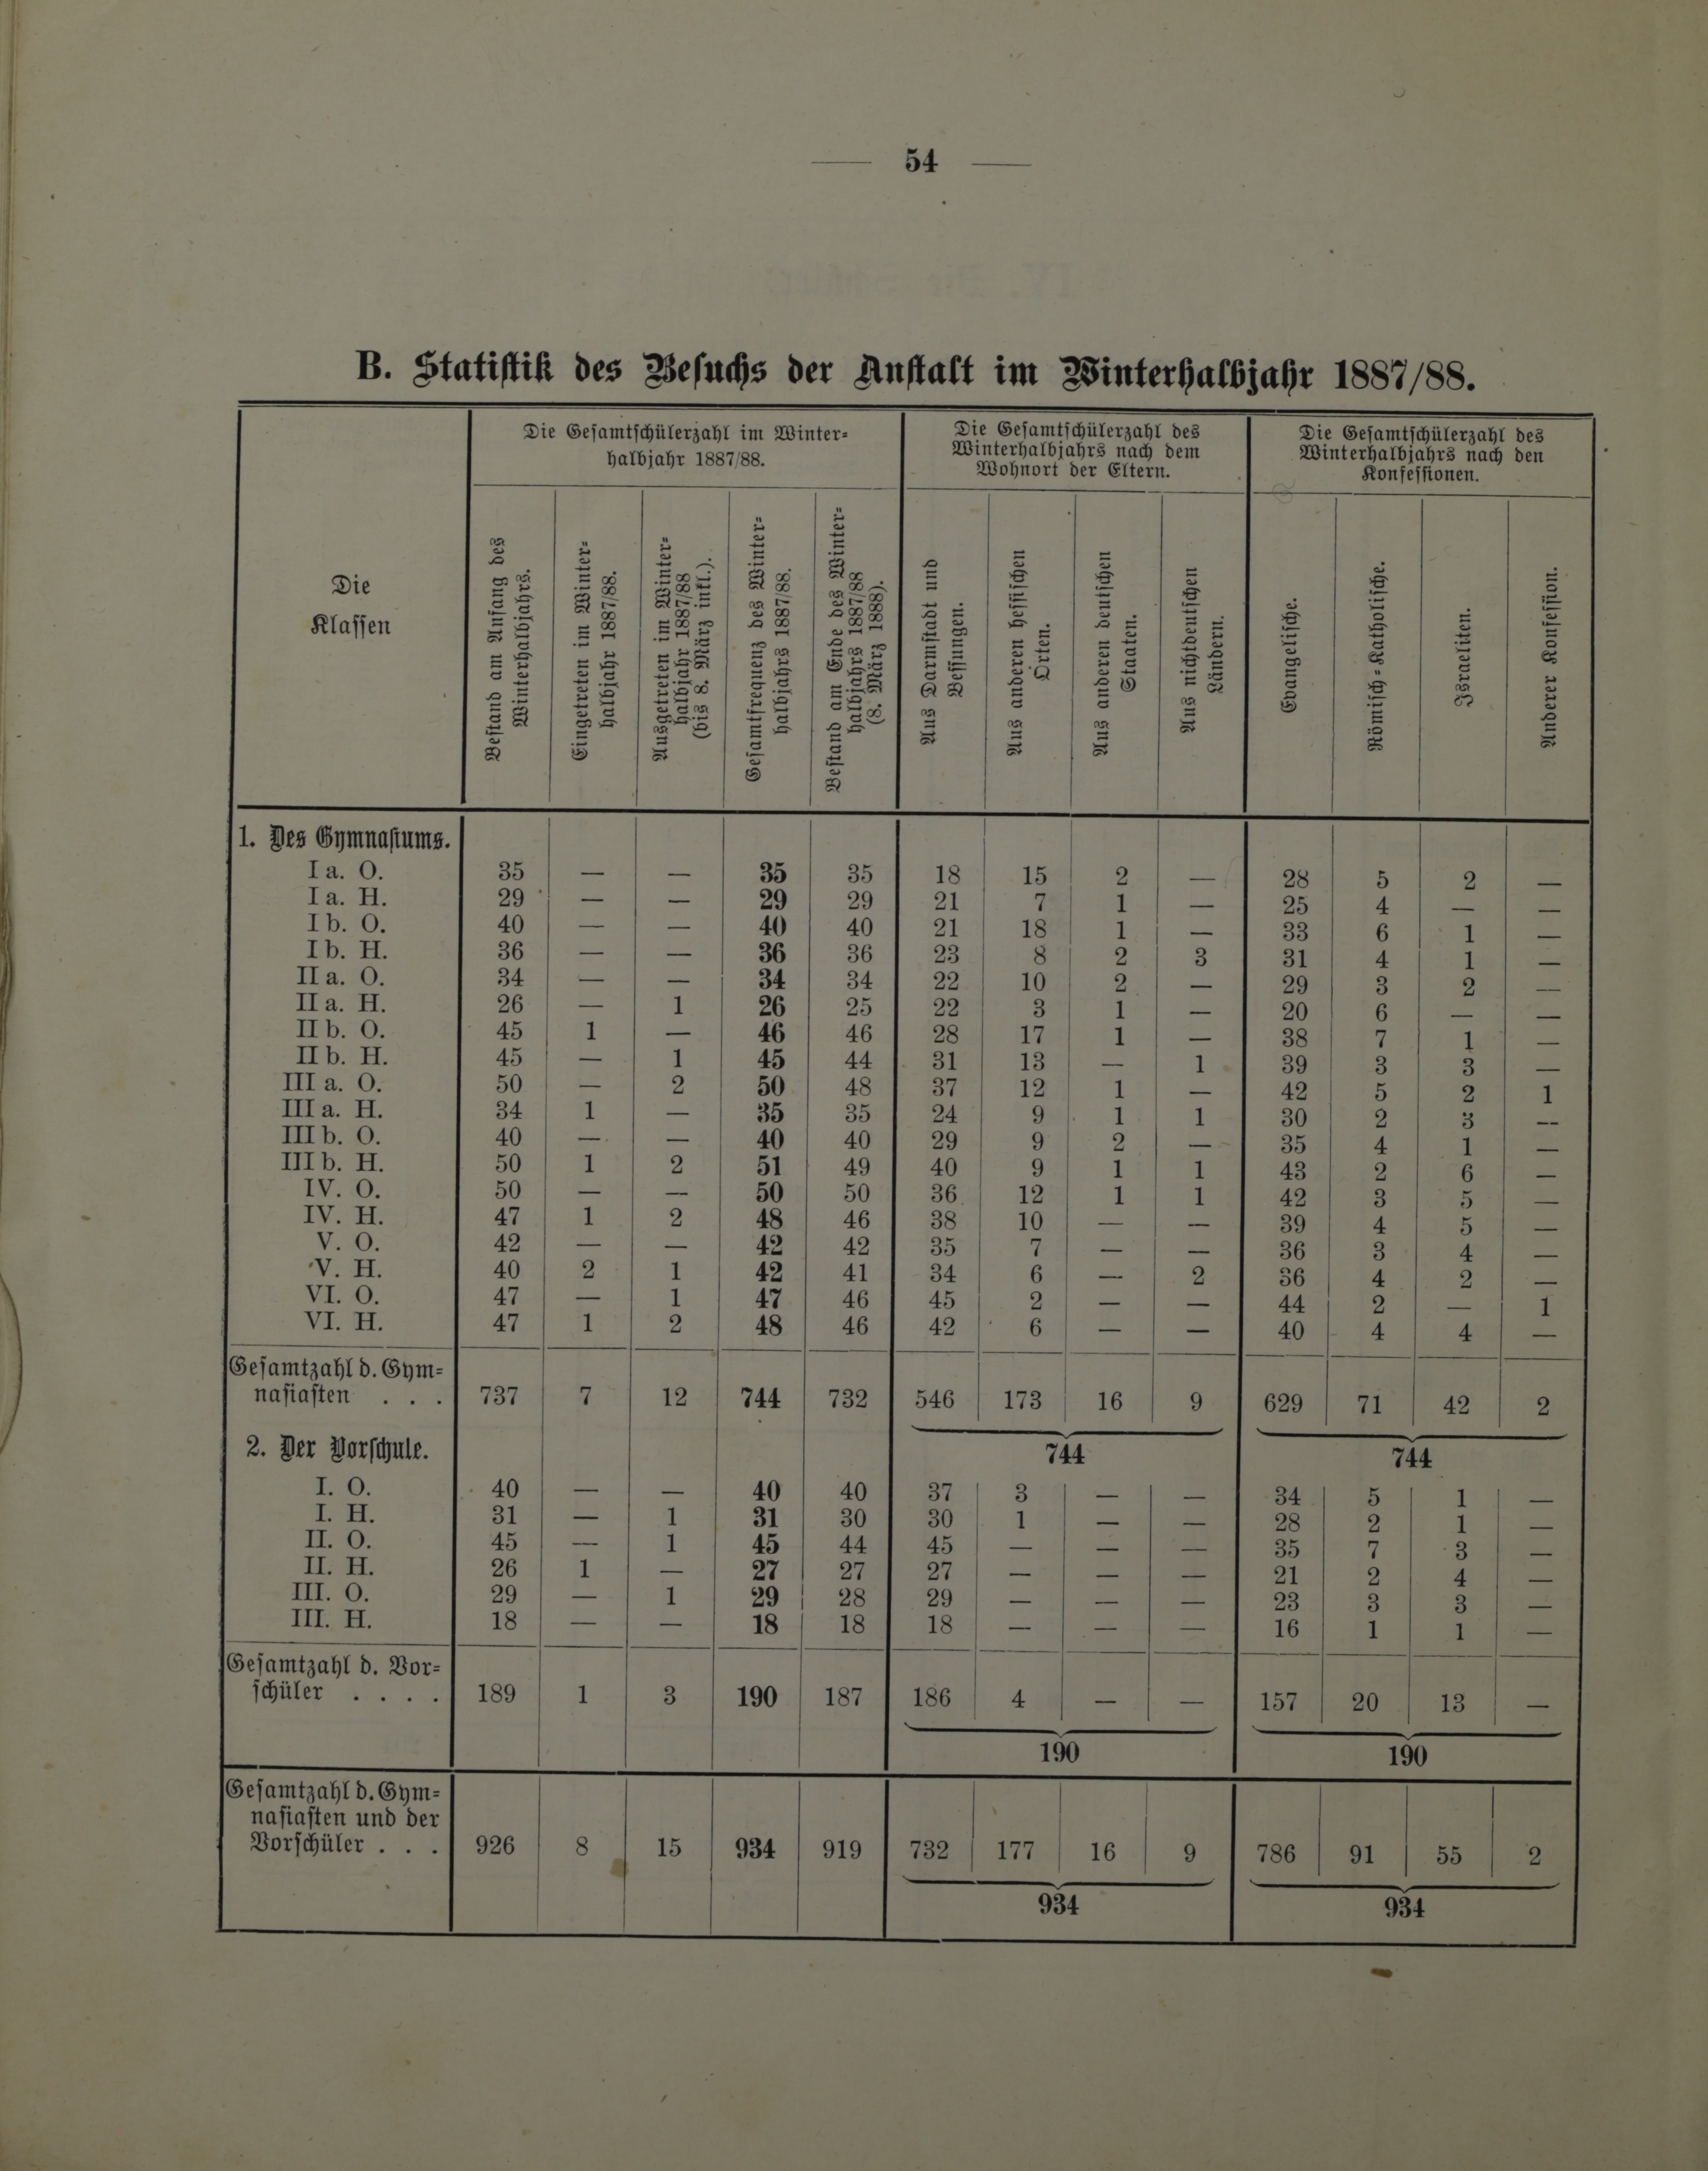 — 54 —
B. Statistik des Besuchs der Anstalt im Winterhalbjahr 1887/88.
Die
Klassen
Die Gesamtschülerzahl im Winter-
halbjahr 1887/88.
Die Gesamtschülerzahl des
Winterhalbjahrs nach dem
Wohnort der Eltern.
Die Gesamtschülerzahl des
Winterhalbjahrs nach den
Konfessionen.
Bestand am Anfang des
Winterhalbjahrs.
Eingetreten im Winter-
halbjahr 1887/88.
Ausgetreten im Winter-
halbjahr 1887/88
(bis 8. März inkl.).
Gesamtfrequenz des Winter-
halbjahrs 1887/88.
Bestand am Ende des Winter-
halbjahrs 1887/88
(8. März 1888).
Aus Darmstadt und
Bessungen.
Aus anderen hessischen
Orten.
Aus anderen deutschen
Staaten.
Aus nichtdeutschen
Ländern.
Evangelische.
Römisch-Katholische.
Israeliten.
Anderer Konfession.
1. Des Gymnasiums.
I a. O. 35 — — 35 35 18 15 2 — 28 5 2 —
I a. H. 29 — — 29 29 21 7 1 — 25 4 — —
I b. O. 40 — — 40 40 21 18 1 — 33 6 1 —
I b. H. 36 — — 36 36 23 8 2 3 31 4 1 —
II a. O. 34 — — 34 34 22 10 2 — 29 3 2 —
II a. H. 26 — 1 26 25 22 3 1 — 20 6 — —
II b. O. 45 1 — 46 46 28 17 1 — 38 7 1 —
II b. H. 45 — 1 45 44 31 13 — 1 39 3 3 —
III a. O. 50 — 2 50 48 37 12 1 — 42 5 2 1
III a. H. 34 1 — 35 35 24 9 1 1 30 2 3 —
III b. O. 40 — — 40 40 29 9 2 — 35 4 1 —
III b. H. 50 1 2 51 49 40 9 1 1 43 2 6 —
IV. O. 50 — — 50 50 36 12 1 1 42 3 5 —
IV. H. 47 1 2 48 46 38 10 — — 39 4 5 —
V. O. 42 — — 42 42 35 7 — — 36 3 4 —
V. H. 40 2 1 42 41 34 6 — 2 36 4 2 —
VI. O. 47 — 1 47 46 45 2 — — 44 2 — 1
VI. H. 47 1 2 48 46 42 6 — — 40 4 4 —
Gesamtzahl d. Gym-
nasiasten . . . 737 7 12 744 732 546 173 16 9 629 71 42 2
744 744
2. Der Vorschule.
I. O. 40 — — 40 40 37 3 — — 34 5 1 —
I. H. 31 — 1 31 30 30 1 — — 28 2 1 —
II. O. 45 — 1 45 44 45 — — — 35 7 3 —
II. H. 26 1 — 27 27 27 — — — 21 2 4 —
III. O. 29 — 1 29 28 29 — — — 23 3 3 —
III. H. 18 — — 18 18 18 — — — 16 1 1 —
Gesamtzahl d. Vor-
schüler . . . . 189 1 3 190 187 186 4 — — 157 20 13 —
190 190
Gesamtzahl d. Gym-
nasiasten und der
Vorschüler . . . 926 8 15 934 919 732 177 16 9 786 91 55 2
934 934